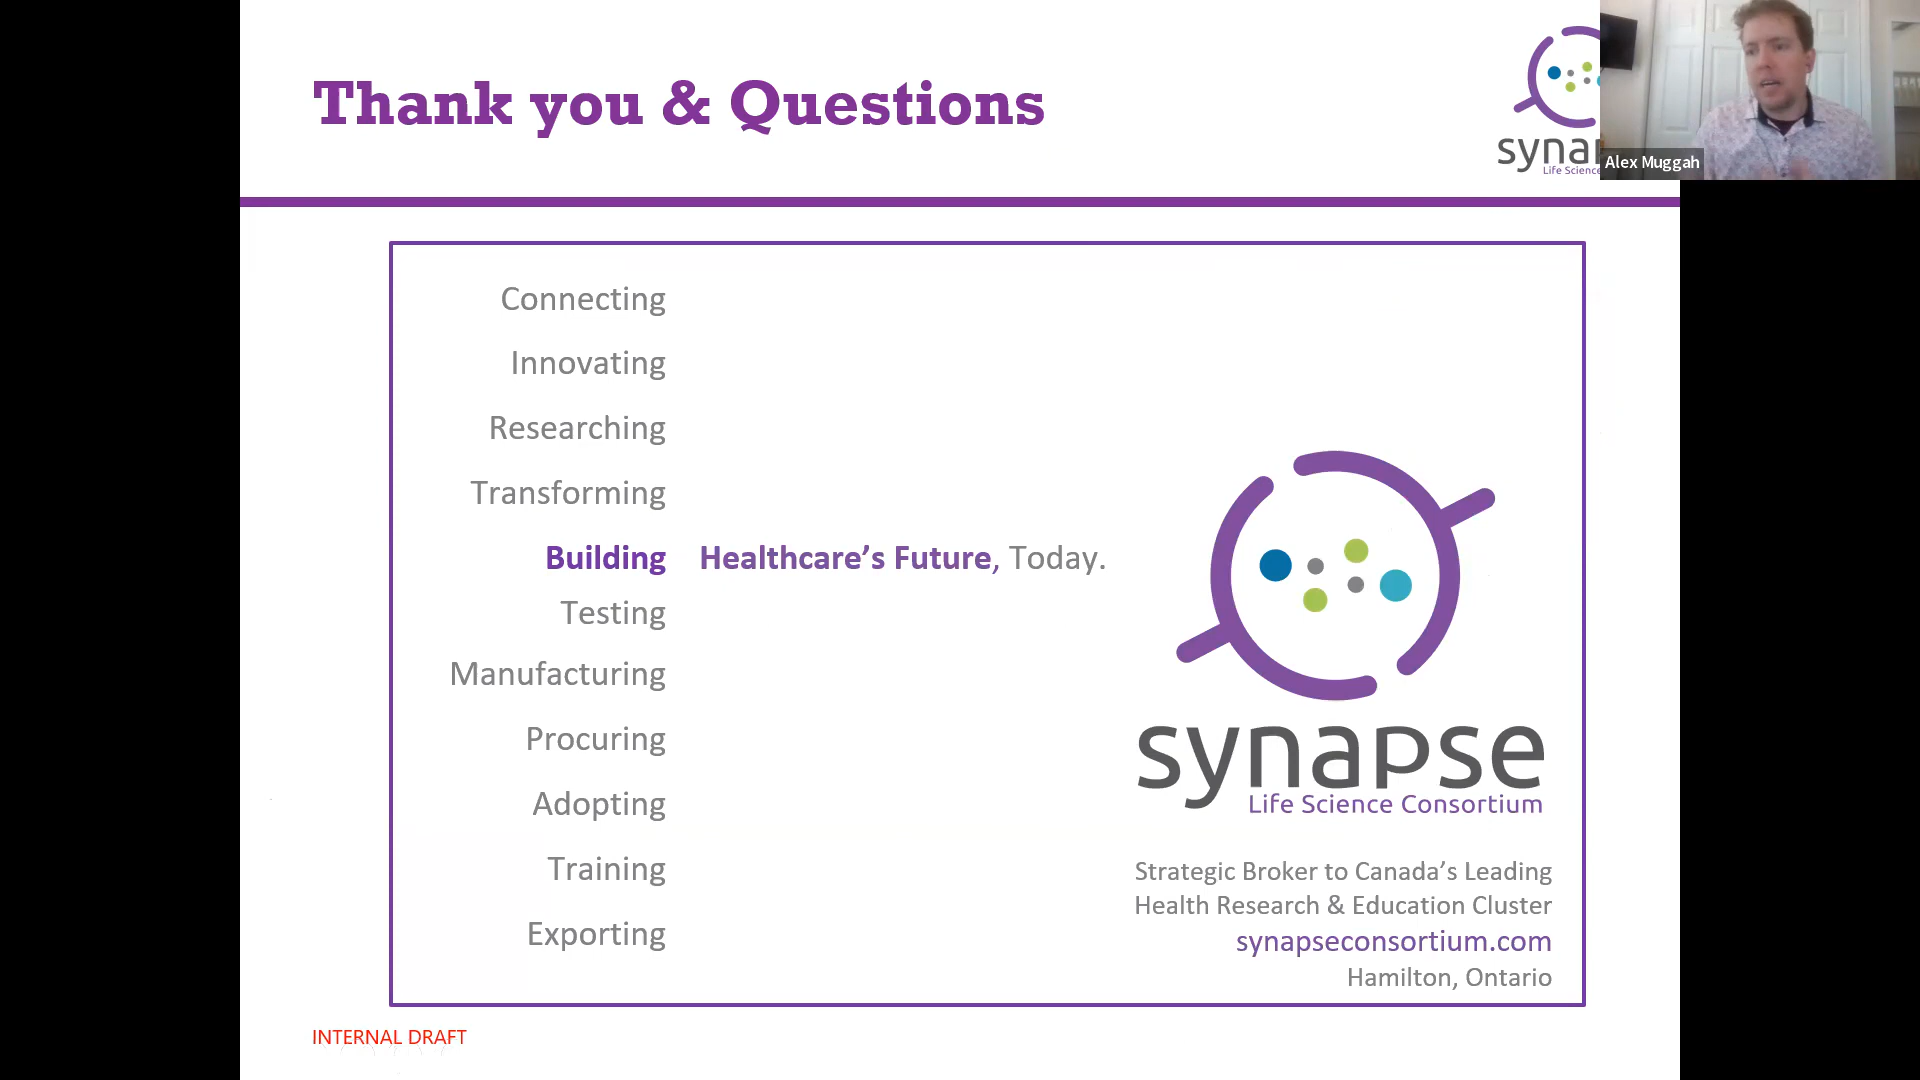 Thank you & Questions
Alex Muggah
Connecting
Innovating
Researching
Transforming
Building Healthcare’s Future, Today.
Testing
Manufacturing
Procuring
Adopting
Training
Exporting
synapse
Life Science Consortium
Strategic Broker to Canada’s Leading
Health Research & Education Cluster
synapseconsortium.com
Hamilton, Ontario
INTERNAL DRAFT